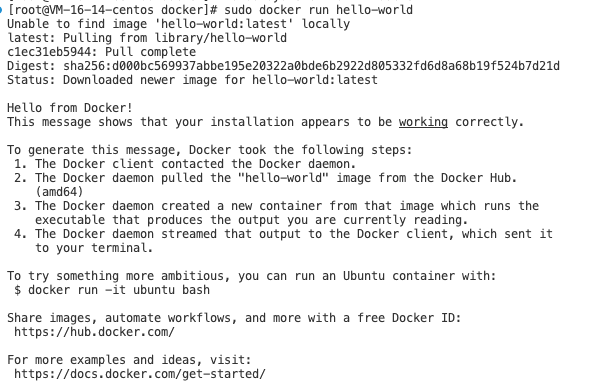 [root@VM-16-14-centos docker]# sudo docker run hello-world
Unable to find image 'hello-world:latest' locally
latest: Pulling from library/hello-world
c1ec31eb5944: Pull complete
Digest: sha256:d000bc569937abbe195e20322a0bde6b2922d805332fd6d8a68b19f524b7d21d
Status: Downloaded newer image for hello-world:latest

Hello from Docker!
This message shows that your installation appears to be working correctly.

To generate this message, Docker took the following steps:
 1. The Docker client contacted the Docker daemon.
 2. The Docker daemon pulled the "hello-world" image from the Docker Hub.
    (amd64)
 3. The Docker daemon created a new container from that image which runs the
    executable that produces the output you are currently reading.
 4. The Docker daemon streamed that output to the Docker client, which sent it
    to your terminal.

To try something more ambitious, you can run an Ubuntu container with:
 $ docker run -it ubuntu bash

Share images, automate workflows, and more with a free Docker ID:
 https://hub.docker.com/

For more examples and ideas, visit:
 https://docs.docker.com/get-started/